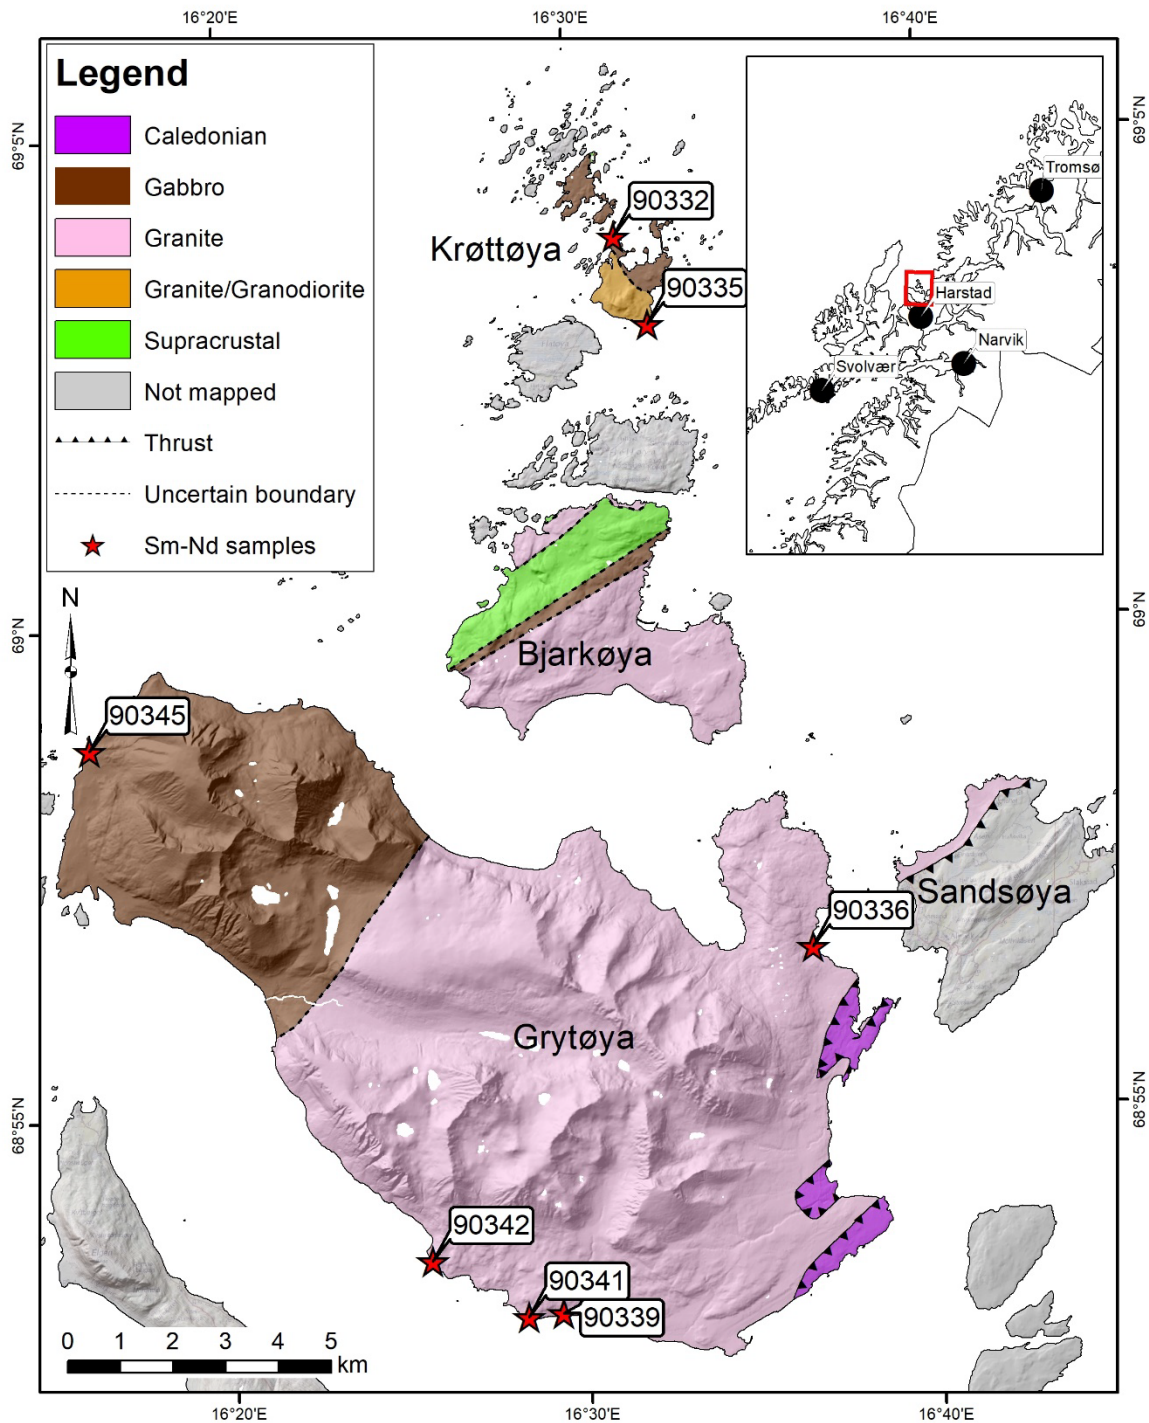 16°20'E
16°30'E
16°40'E
Legend
Caledonian
Gabbro
Granite
Granite/Granodiorite
Supracrustal
Not mapped
Thrust
Uncertain boundary
Sm-Nd samples
69°5'N
69°5'N
Tromsø
Harstad
Narvik
Svolvær
90332
Krøttøya
90335
69°N
69°N
N
Bjarkøya
90345
Sandsøya
90336
Grytøya
68°55'N
68°55'N
90342
90341
90339
0 1 2 3 4 5
km
16°20'E
16°30'E
16°40'E